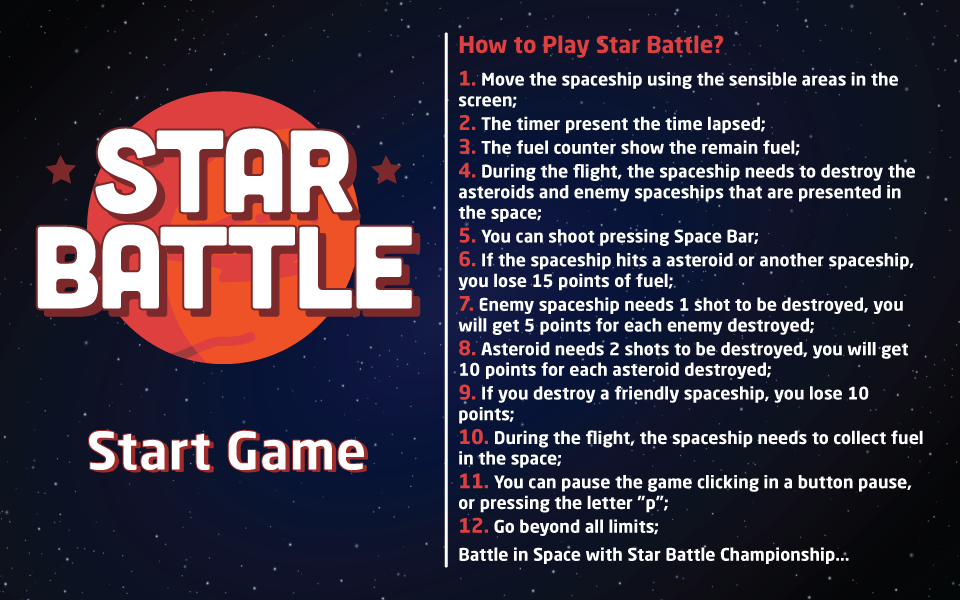 STAR
BATTLE
Start Game
How to Play Star Battle?
1. Move the spaceship using the sensible areas in the
screen;
2. The timer present the time lapsed;
3. The fuel counter show the remain fuel;
4. During the flight, the spaceship needs to destroy the
asteroids and enemy spaceships that are presented in
the space;
5. You can shoot pressing Space Bar;
6. If the spaceship hits a asteroid or another spaceship,
you lose 15 points of fuel;
7. Enemy spaceship needs 1 shot to be destroyed, you
will get 5 points for each enemy destroyed;
8. Asteroid needs 2 shots to be destroyed, you will get
10 points for each asteroid destroyed;
9. If you destroy a friendly spaceship, you lose 10
points;
10. During the flight, the spaceship needs to collect fuel
in the space;
11. You can pause the game clicking in a button pause,
or pressing the letter "p";
12. Go beyond all limits;
Battle in Space with Star Battle Championship...